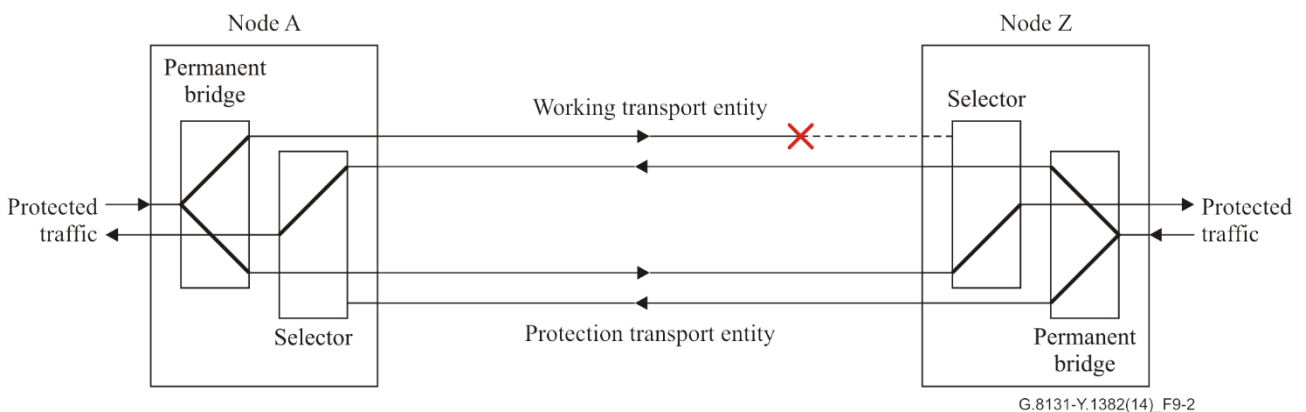 Node A
Node Z
Permanent
bridge
Selector
Working transport entity
Protected
traffic
Protected
traffic
Selector
Protection transport entity
Permanent
bridge
G.8131-Y.1382(14)_F9-2